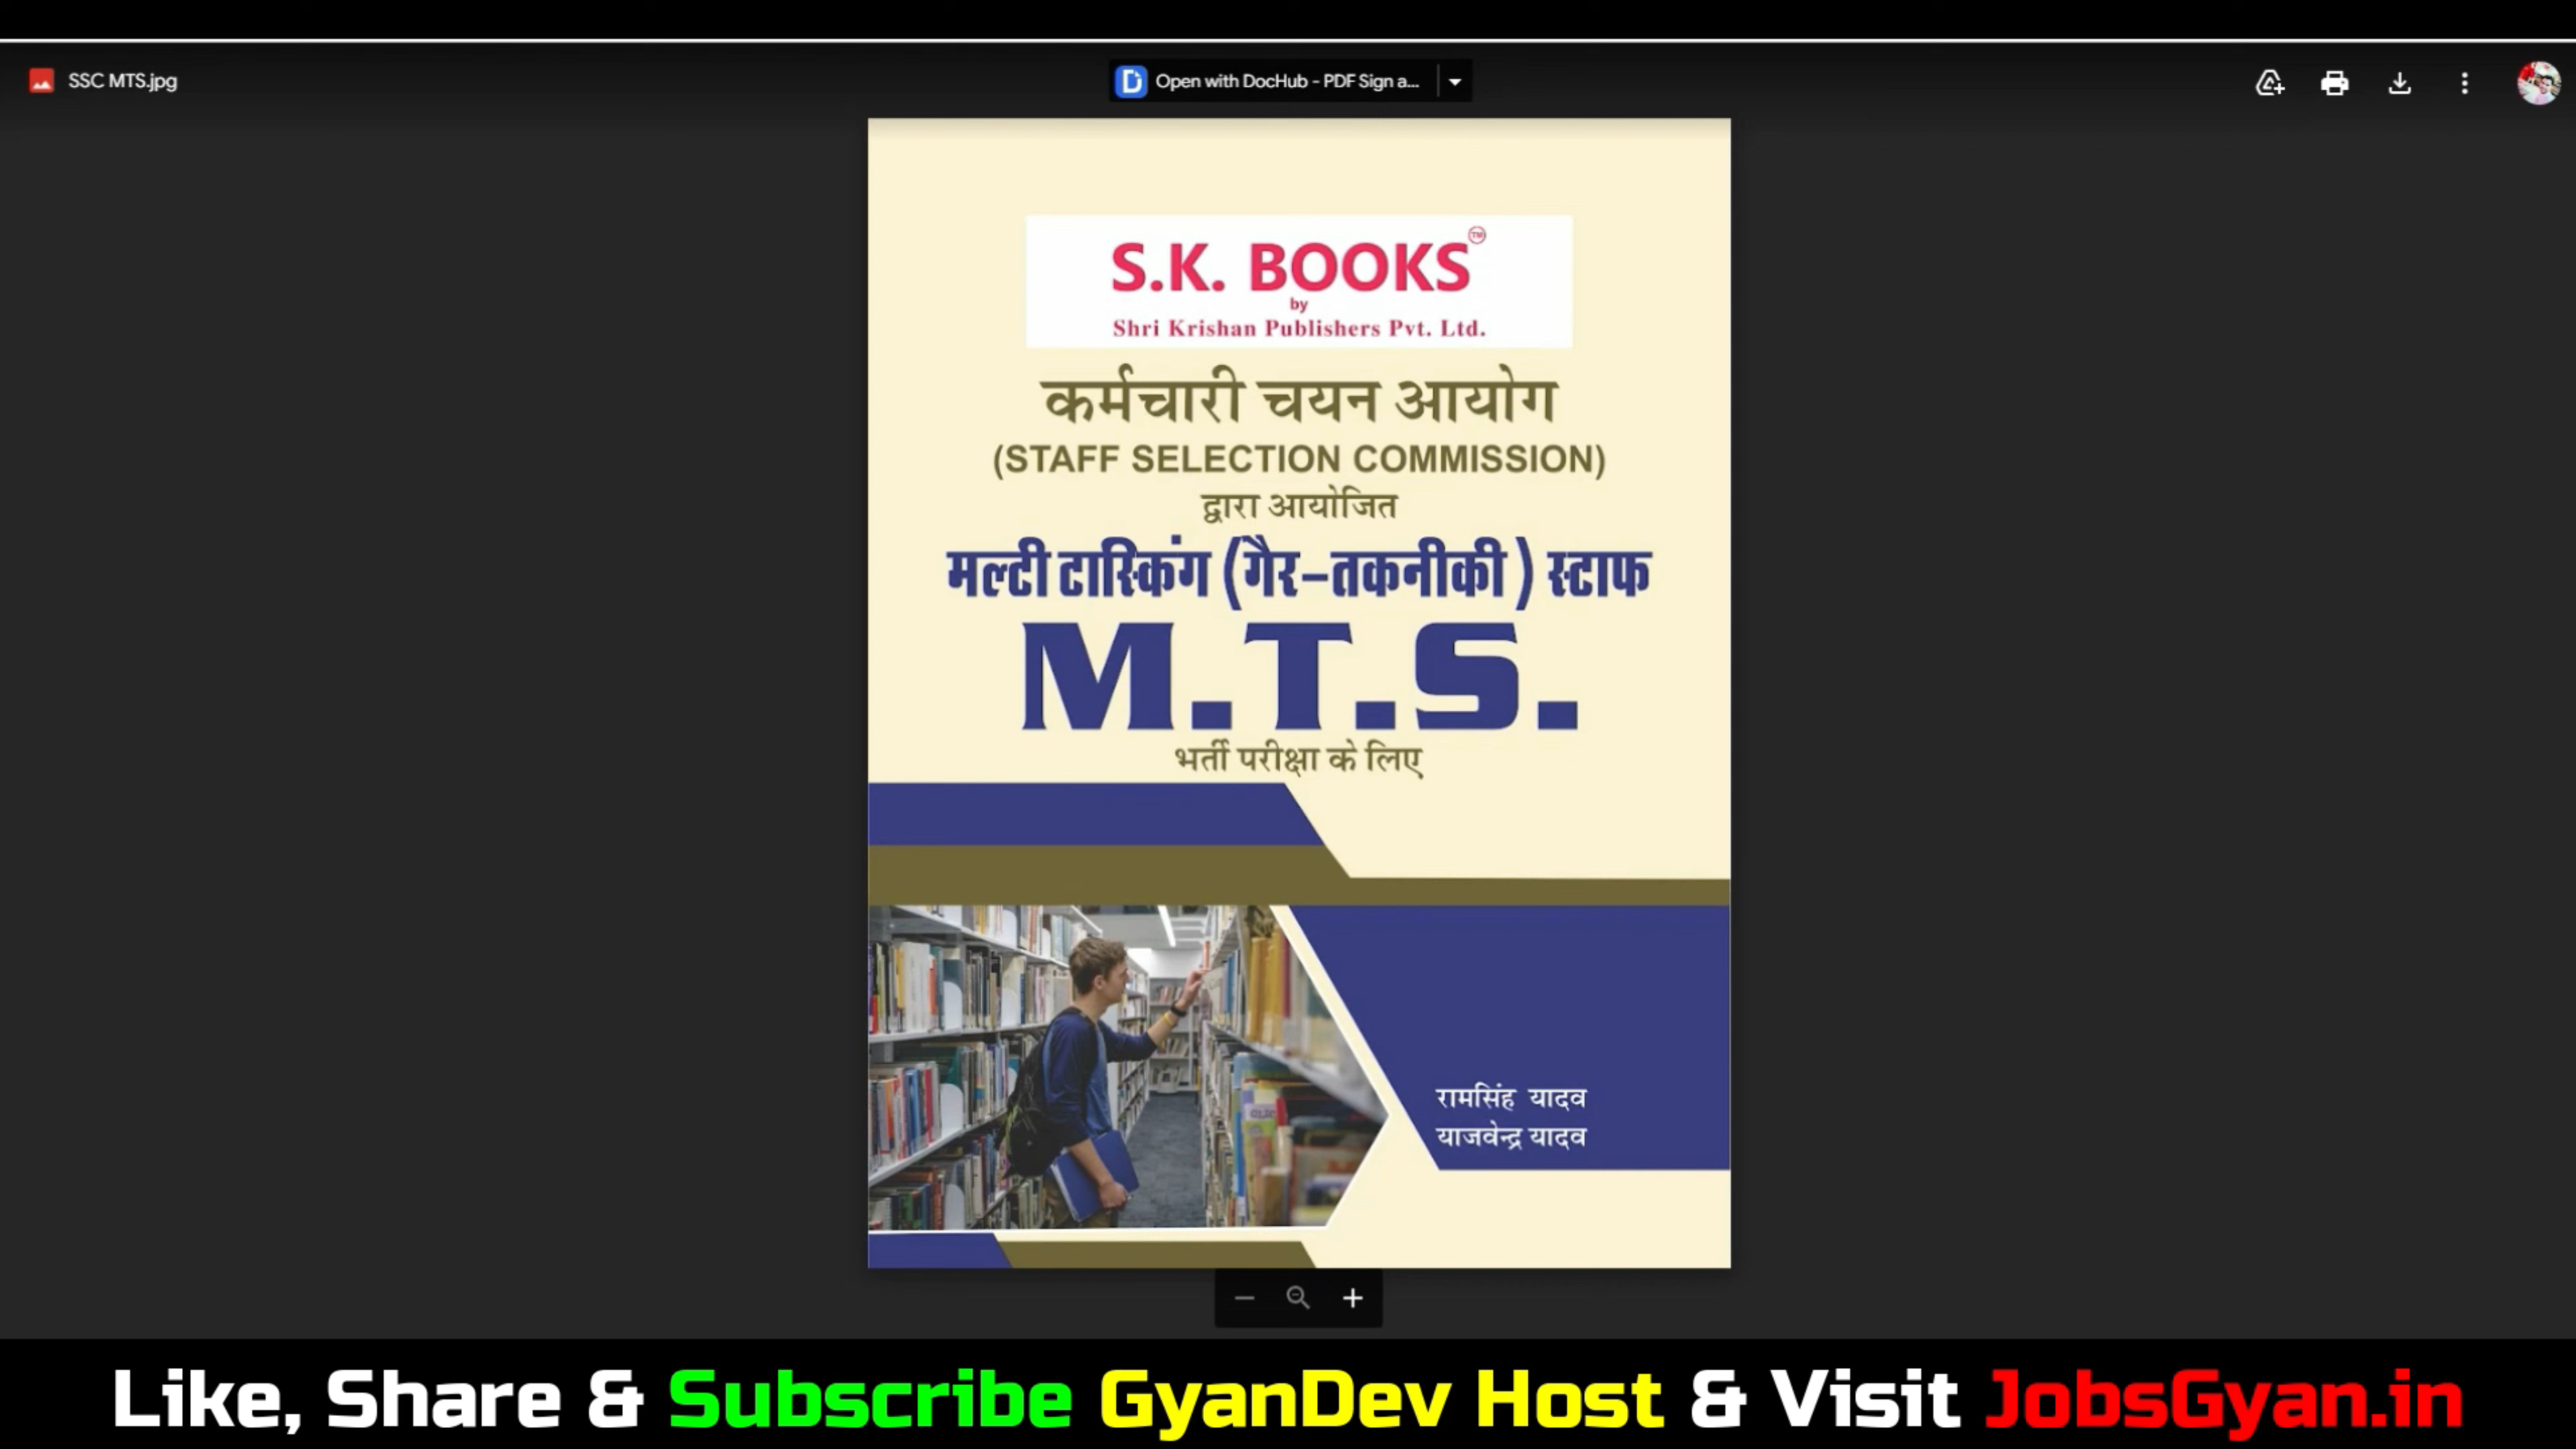 SSC MTS.jpg
Open with DocHub - PDF Sign a...
S.K. BOOKS TM
by
Shri Krishan Publishers Pvt. Ltd.
कर्मचारी चयन आयोग
(STAFF SELECTION COMMISSION)
द्वारा आयोजित
मल्टी टास्किंग (गैर-तकनीकी) स्टाफ
M.T.S.
भर्ती परीक्षा के लिए
रामसिंह यादव
याजवेन्द्र यादव
Like, Share & Subscribe GyanDev Host & Visit JobsGyan.in